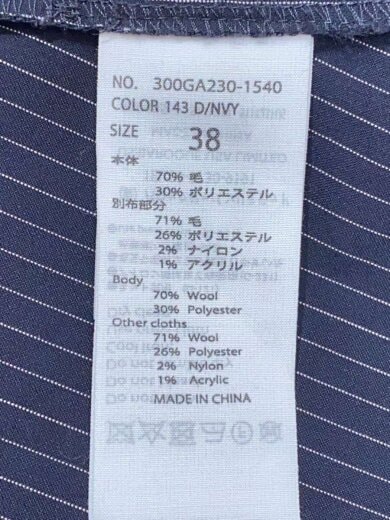 NO. 300GA230-1540
COLOR 143 D/NVY
SIZE 38
本体
70% 毛
30% ポリエステル
別布部分
71% 毛
26% ポリエステル
2% ナイロン
1% アクリル
Body
70% Wool
30% Polyester
Other cloths
71% Wool
26% Polyester
2% Nylon
1% Acrylic
MADE IN CHINA